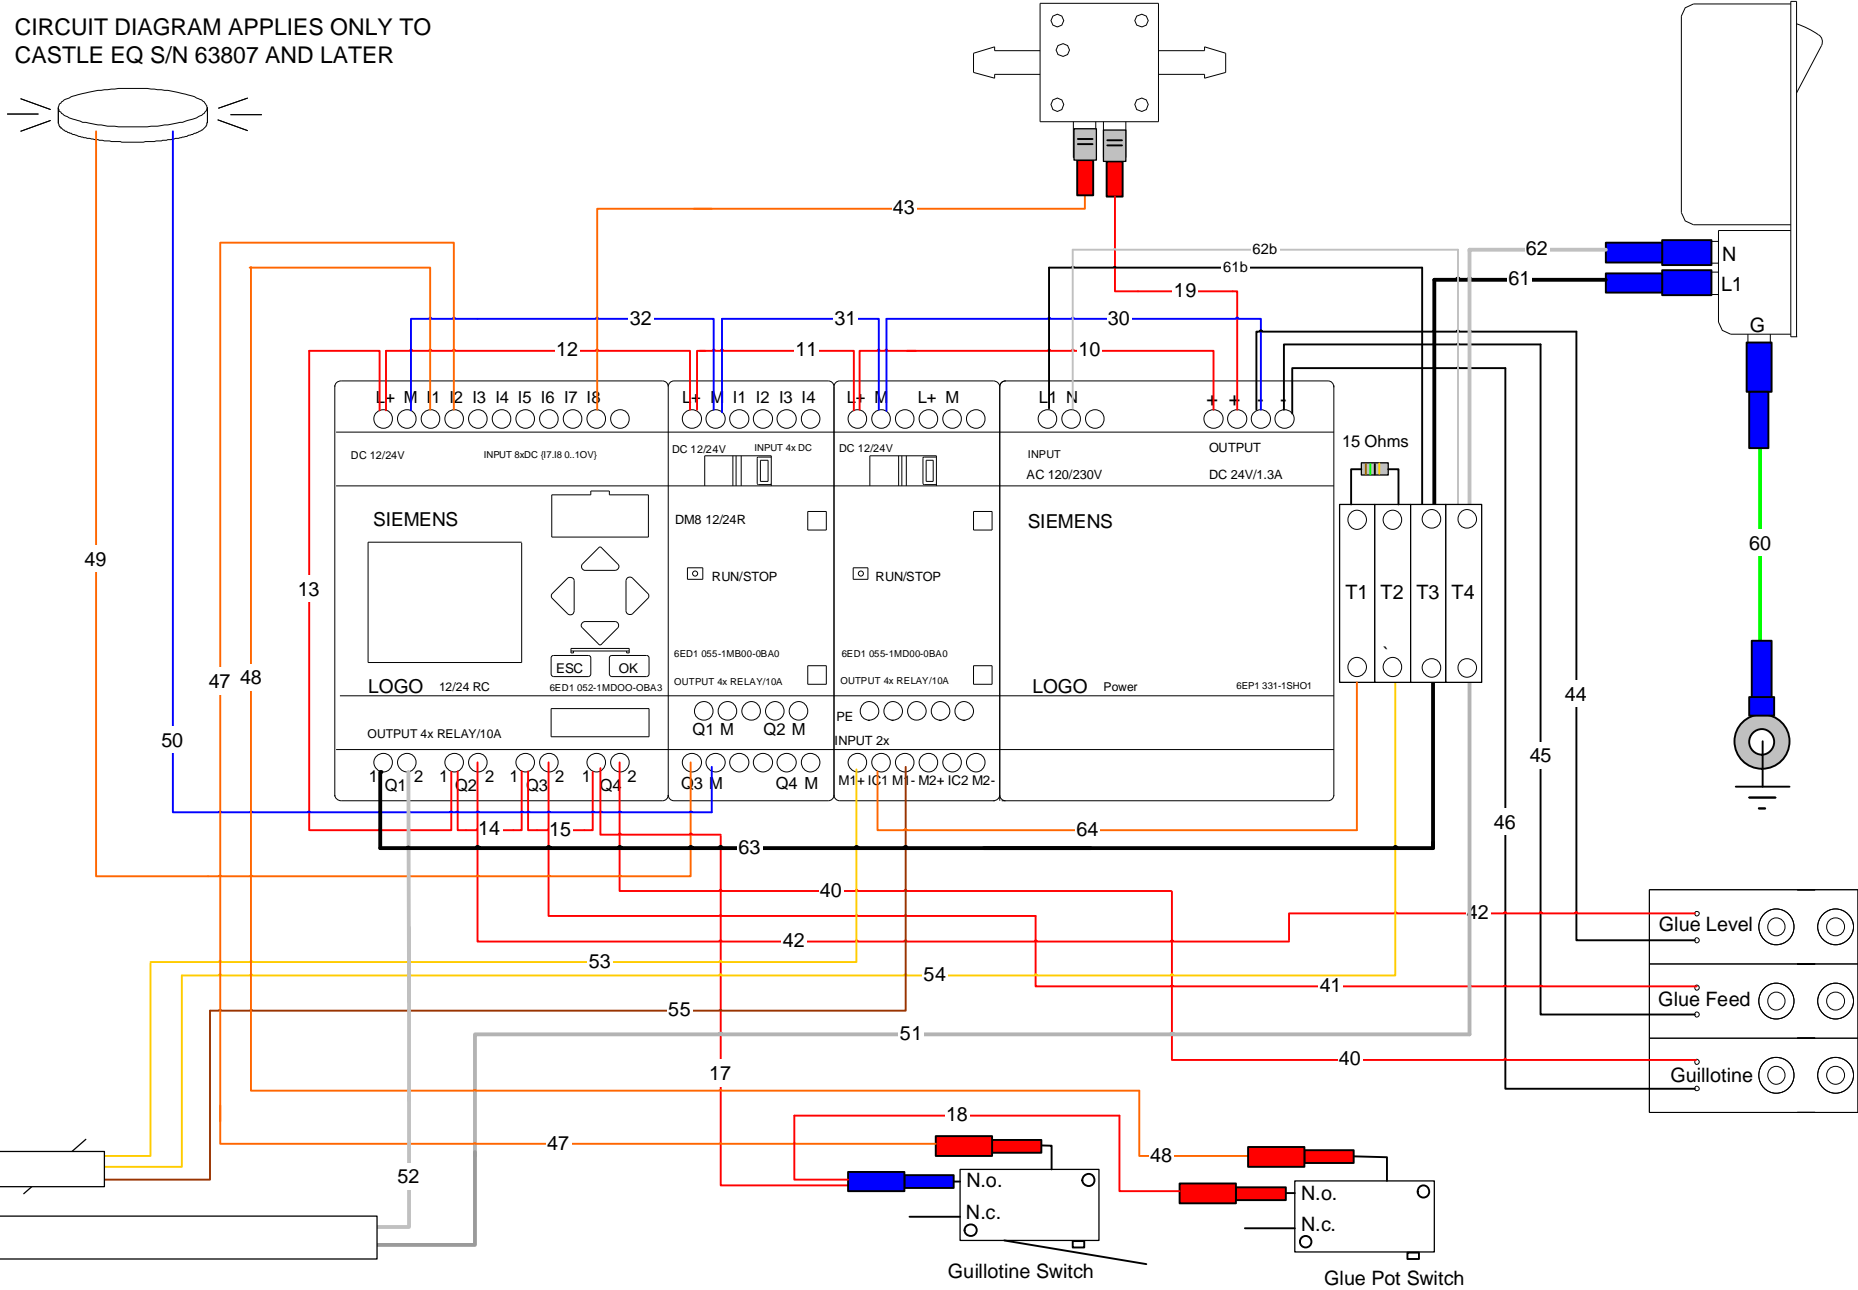 CIRCUIT DIAGRAM APPLIES ONLY TO
CASTLE EQ S/N 63807 AND LATER
43
62b
61b
62
N
61
L1
19
G
32
31
30
12
11
10
L+ M I1 I2 I3 I4 I5 I6 I7 I8
L+ M I1 I2 I3 I4
L+ M L+ M
L1 N
+ + - -
DC 12/24V
INPUT 8xDC (I7.I8 0..1OV)
DC 12/24V
INPUT 4x DC
DC 12/24V
INPUT
AC 120/230V
OUTPUT
DC 24V/1.3A
15 Ohms
SIEMENS
DM8 12/24R
SIEMENS
49
13
RUN/STOP
RUN/STOP
60
T1 T2 T3 T4
ESC
OK
6ED1 055-1MB00-0BA0
6ED1 055-1MD00-0BA0
OUTPUT 4x RELAY/10A
OUTPUT 4x RELAY/10A
47
48
LOGO 12/24 RC
6ED1 052-1MDOO-OBA3
LOGO Power
6EP1 331-1SHO1
44
50
OUTPUT 4x RELAY/10A
Q1 M Q2 M
PE
INPUT 2x
45
1 Q1 2
1 Q2 2
1 Q3 2
1 Q4 2
Q3 M Q4 M
M1+ IC1 M1- M2+ IC2 M2-
14
15
64
46
63
40
42
42
Glue Level
53
54
41
Glue Feed
55
51
17
40
Guillotine
18
47
48
52
N.o.
N.c.
N.o.
N.c.
Guillotine Switch
Glue Pot Switch